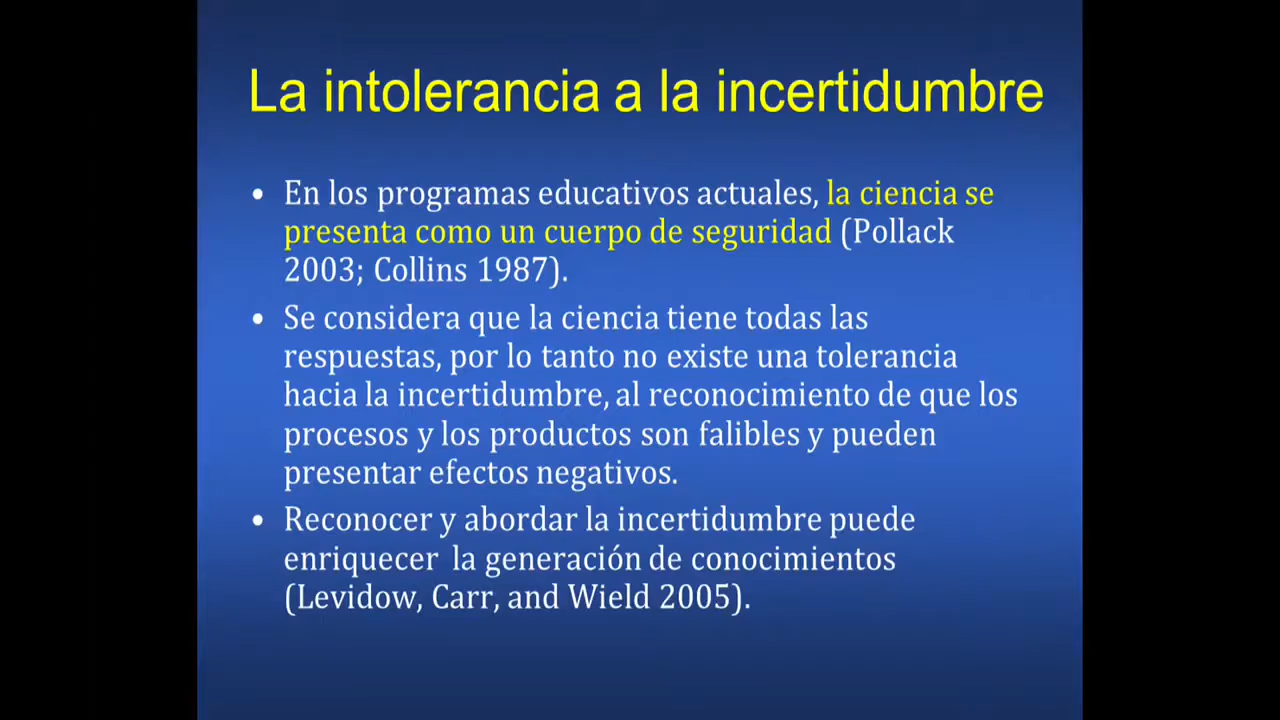 La intolerancia a la incertidumbre
• En los programas educativos actuales, la ciencia se
presenta como un cuerpo de seguridad (Pollack
2003; Collins 1987).
• Se considera que la ciencia tiene todas las
respuestas, por lo tanto no existe una tolerancia
hacia la incertidumbre, al reconocimiento de que los
procesos y los productos son falibles y pueden
presentar efectos negativos.
• Reconocer y abordar la incertidumbre puede
enriquecer  la generación de conocimientos
(Levidow, Carr, and Wield 2005).